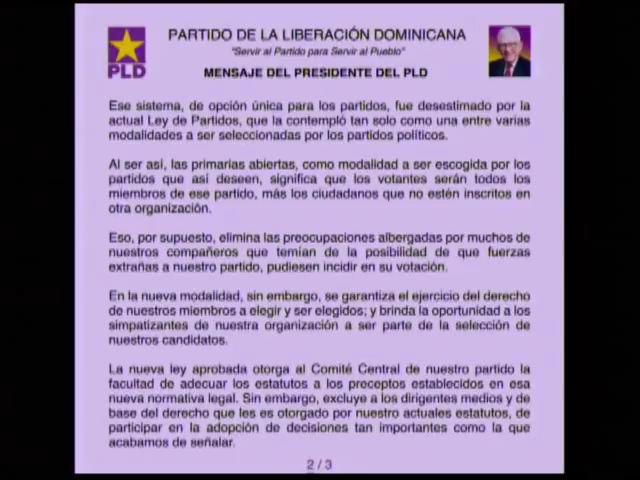 PARTIDO DE LA LIBERACIÓN DOMINICANA
"Servir al Partido para Servir al Pueblo"
PLD
MENSAJE DEL PRESIDENTE DEL PLD
Ese sistema, de opción única para los partidos, fue desestimado por la
actual Ley de Partidos, que la contempló tan solo como una entre varias
modalidades a ser seleccionadas por los partidos políticos.
Al ser así, las primarias abiertas, como modalidad a ser escogida por los
partidos que así deseen, significa que los votantes serán todos los
miembros de ese partido, más los ciudadanos que no estén inscritos en
otra organización.
Eso, por supuesto, elimina las preocupaciones albergadas por muchos de
nuestros compañeros que temían de la posibilidad de que fuerzas
extrañas a nuestro partido, pudiesen incidir en su votación.
En la nueva modalidad, sin embargo, se garantiza el ejercicio del derecho
de nuestros miembros a elegir y ser elegidos; y brinda la oportunidad a los
simpatizantes de nuestra organización a ser parte de la selección de
nuestros candidatos.
La nueva ley aprobada otorga al Comité Central de nuestro partido la
facultad de adecuar los estatutos a los preceptos establecidos en esa
nueva normativa legal. Sin embargo, excluye a los dirigentes medios y de
base del derecho que les es otorgado por nuestro actuales estatutos, de
participar en la adopción de decisiones tan importantes como la que
acabamos de señalar.
2 / 3